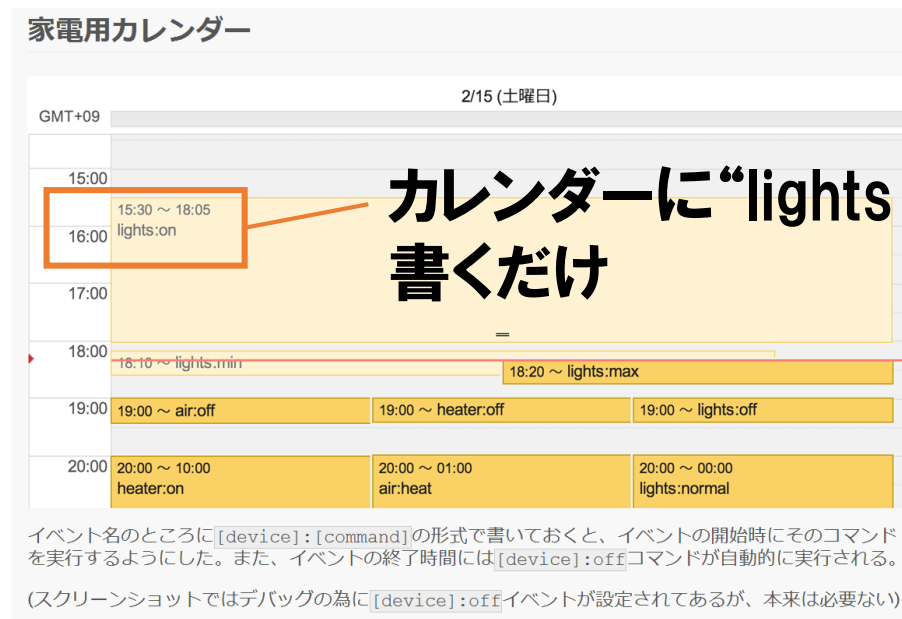 家電用カレンダー
2/15 (土曜日)
GMT+09
15:00
カレンダーに“lights
15:30 ～ 18:05
lights:on
16:00
書くだけ
17:00
18:00
18:10 ～ lights:min
18:20 ～ lights:max
19:00
19:00 ～ air:off
19:00 ～ heater:off
19:00 ～ lights:off
20:00
20:00 ～ 10:00
heater:on
20:00 ～ 01:00
air:heat
20:00 ～ 00:00
lights:normal
イベント名のところに[device]:[command]の形式で書いておくと、イベントの開始時にそのコマンド
を実行するようにした。また、イベントの終了時間には[device]:offコマンドが自動的に実行される。
(スクリーンショットではデバッグの為に[device]:offイベントが設定されてあるが、本来は必要ない)